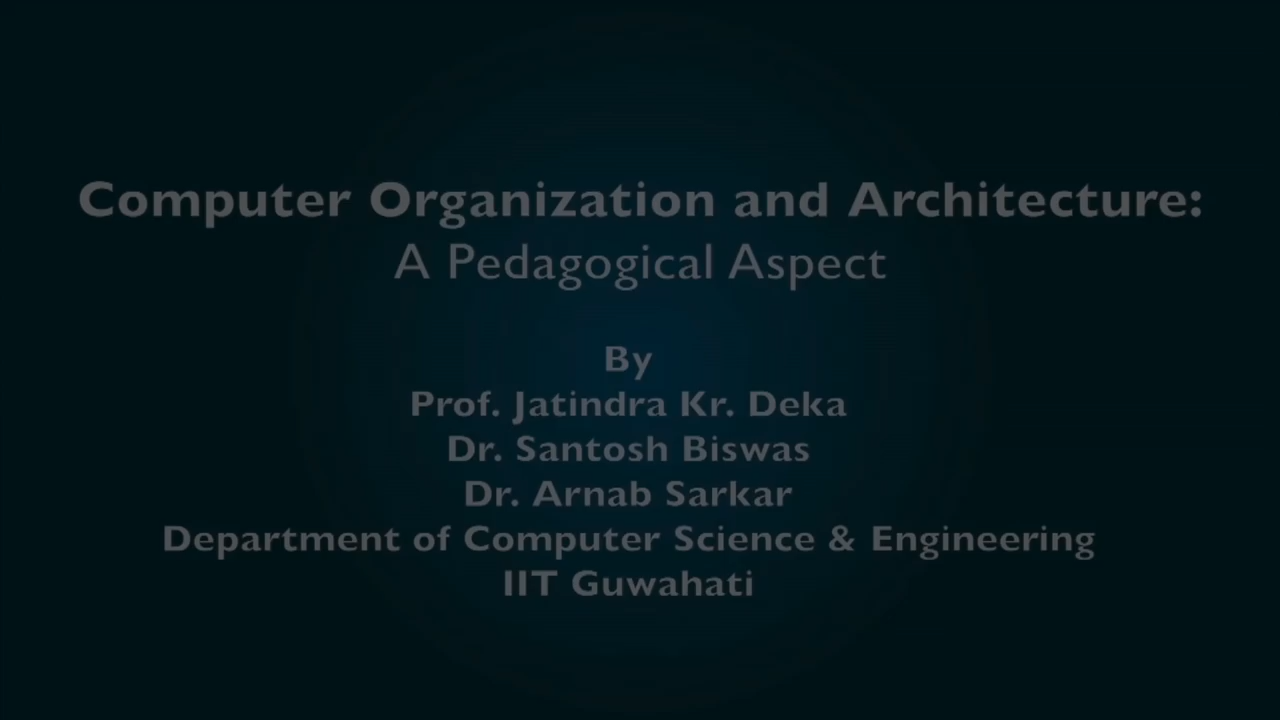 Computer Organization and Architecture:
A Pedagogical Aspect
By
Prof. Jatindra Kr. Deka
Dr. Santosh Biswas
Dr. Arnab Sarkar
Department of Computer Science & Engineering
IIT Guwahati